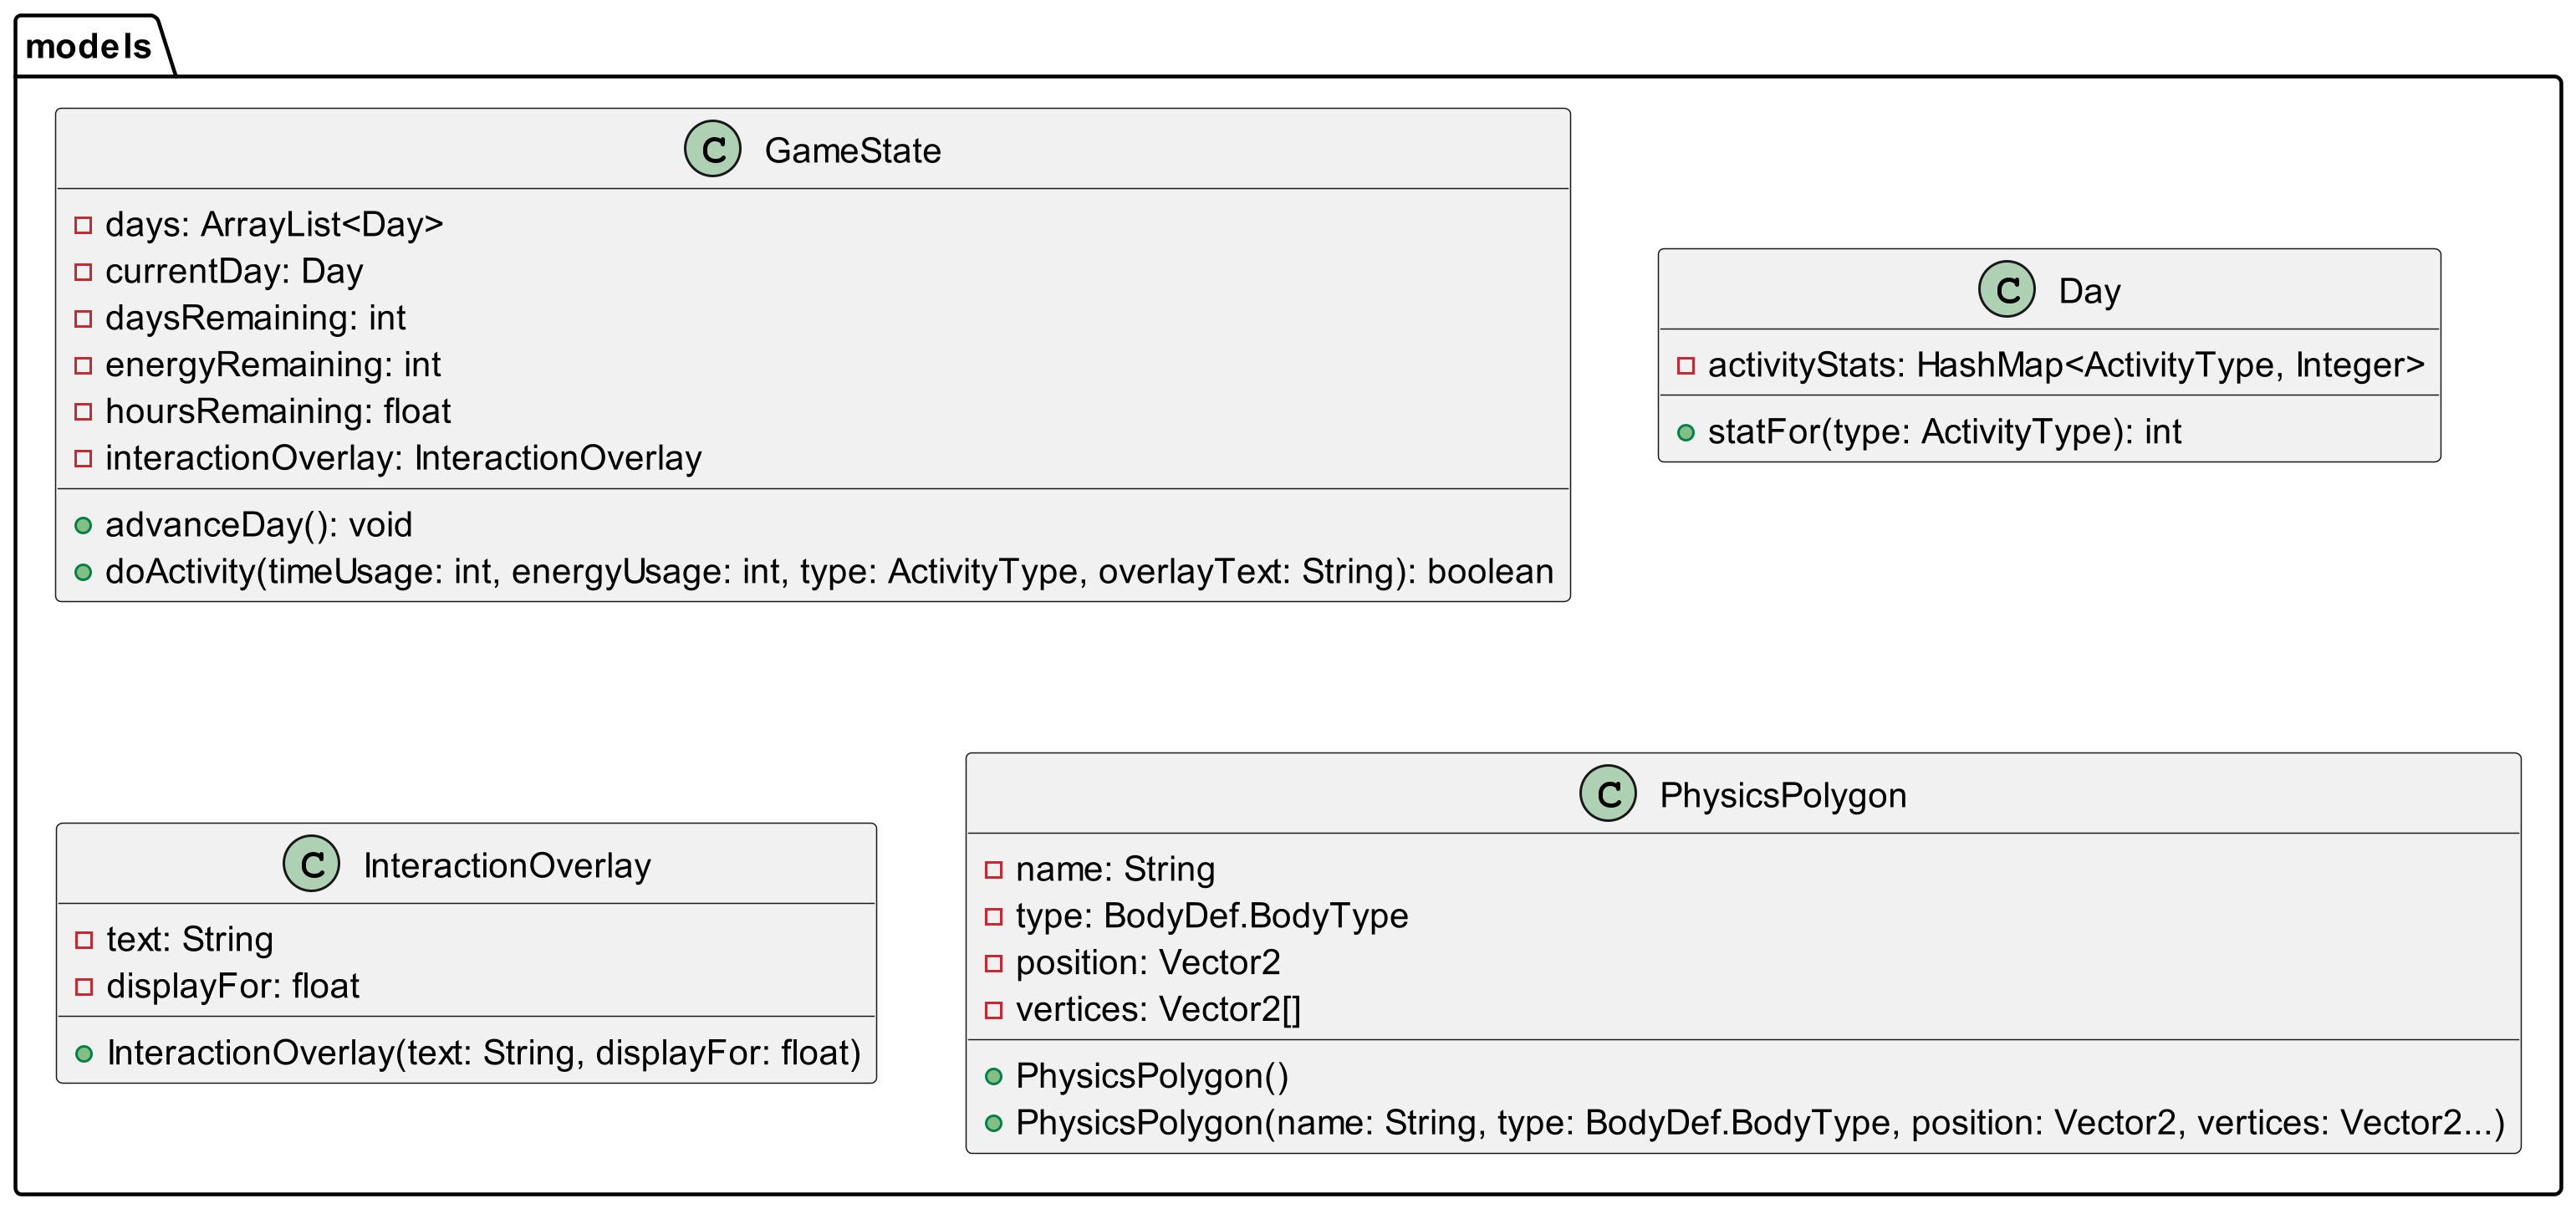 models
C GameState
days: ArrayList<Day>
currentDay: Day
daysRemaining: int
energyRemaining: int
hoursRemaining: float
interactionOverlay: InteractionOverlay
advanceDay(): void
doActivity(timeUsage: int, energyUsage: int, type: ActivityType, overlayText: String): boolean
C Day
activityStats: HashMap<ActivityType, Integer>
statFor(type: ActivityType): int
C InteractionOverlay
text: String
displayFor: float
InteractionOverlay(text: String, displayFor: float)
C PhysicsPolygon
name: String
type: BodyDef.BodyType
position: Vector2
vertices: Vector2[]
PhysicsPolygon()
PhysicsPolygon(name: String, type: BodyDef.BodyType, position: Vector2, vertices: Vector2...)